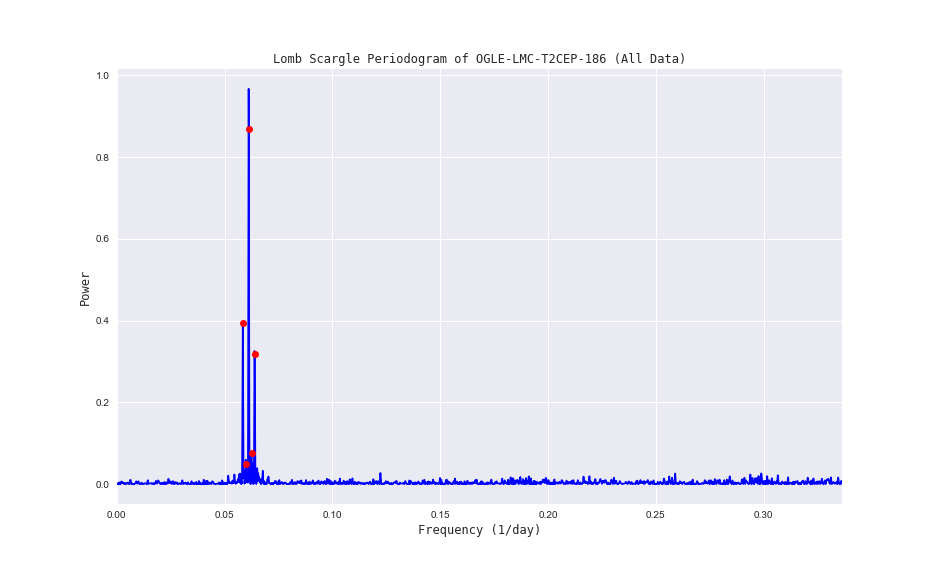 Lomb Scargle Periodogram of OGLE-LMC-T2CEP-186 (All Data)
1.0
0.8
0.6
0.4
0.2
0.0
Power
0.00 0.05 0.10 0.15 0.20 0.25 0.30
Frequency (1/day)